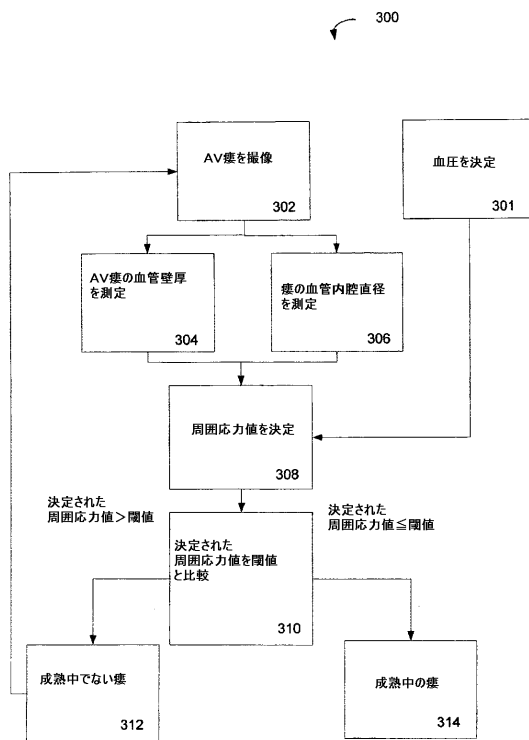 300
AV瘻を撮像
302
血圧を決定
301
AV瘻の血管壁厚
を測定
304
瘻の血管内腔直径
を測定
306
周囲応力値を決定
308
決定された
周囲応力値>閾値
決定された
周囲応力値≦閾値
決定された
周囲応力値を閾値
と比較
310
成熟中でない瘻
312
成熟中の瘻
314